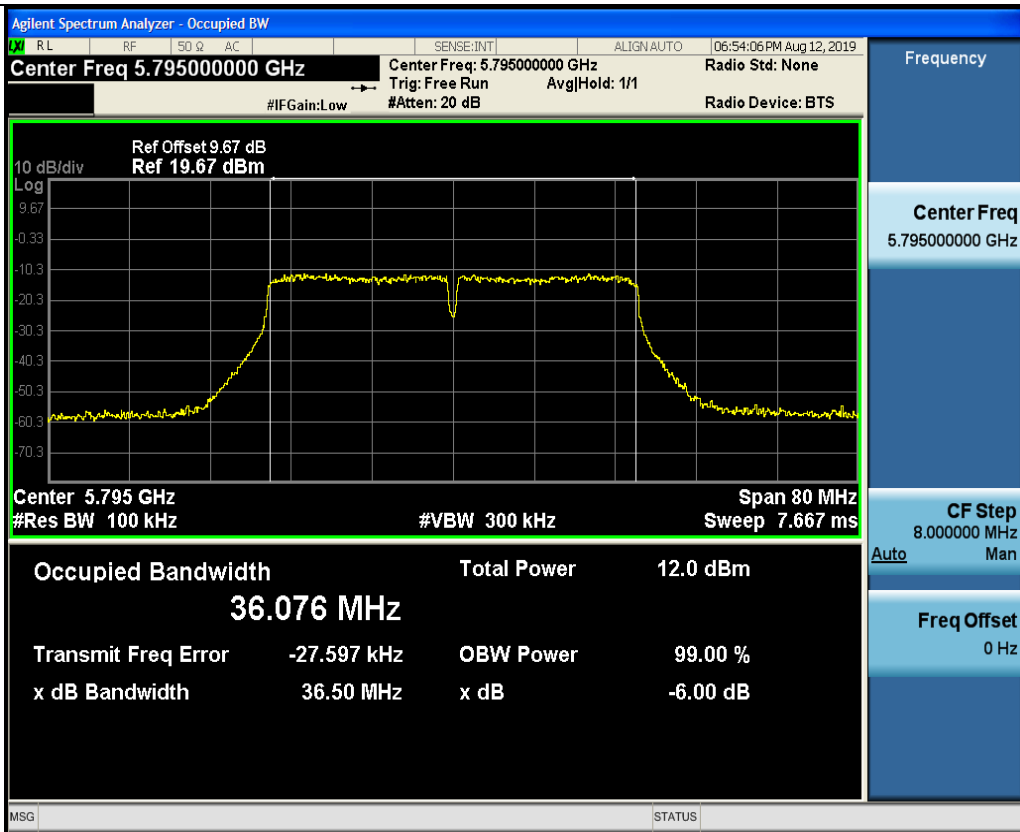 Agilent Spectrum Analyzer - Occupied BW
LXI RL RF 50 Ω AC SENSE:INT ALIGNAUTO 06:54:06 PM Aug 12, 2019
Center Freq 5.795000000 GHz
Center Freq: 5.795000000 GHz
Radio Std: None
Trig: Free Run Avg|Hold: 1/1
#IFGain:Low #Atten: 20 dB Radio Device: BTS
Frequency
Ref Offset 9.67 dB
10 dB/div Ref 19.67 dBm
Log
9.67
-0.33
-10.3
-20.3
-30.3
-40.3
-50.3
-60.3
-70.3
Center 5.795 GHz Span 80 MHz
#Res BW 100 kHz #VBW 300 kHz Sweep 7.667 ms
Center Freq
5.795000000 GHz
CF Step
8.000000 MHz
Auto Man
Freq Offset
0 Hz
Occupied Bandwidth Total Power 12.0 dBm
36.076 MHz
Transmit Freq Error -27.597 kHz OBW Power 99.00 %
x dB Bandwidth 36.50 MHz x dB -6.00 dB
MSG STATUS